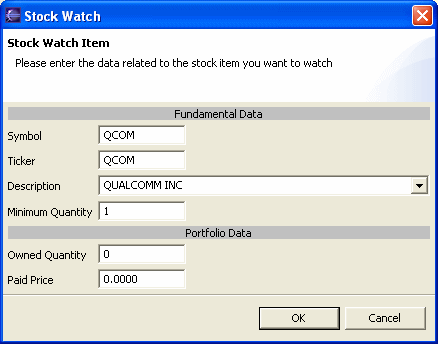 Stock Watch
Stock Watch Item
Please enter the data related to the stock item you want to watch
Fundamental Data
Symbol QCOM
Ticker QCOM
Description QUALCOMM INC
Minimum Quantity 1
Portfolio Data
Owned Quantity 0
Paid Price 0.0000
OK Cancel